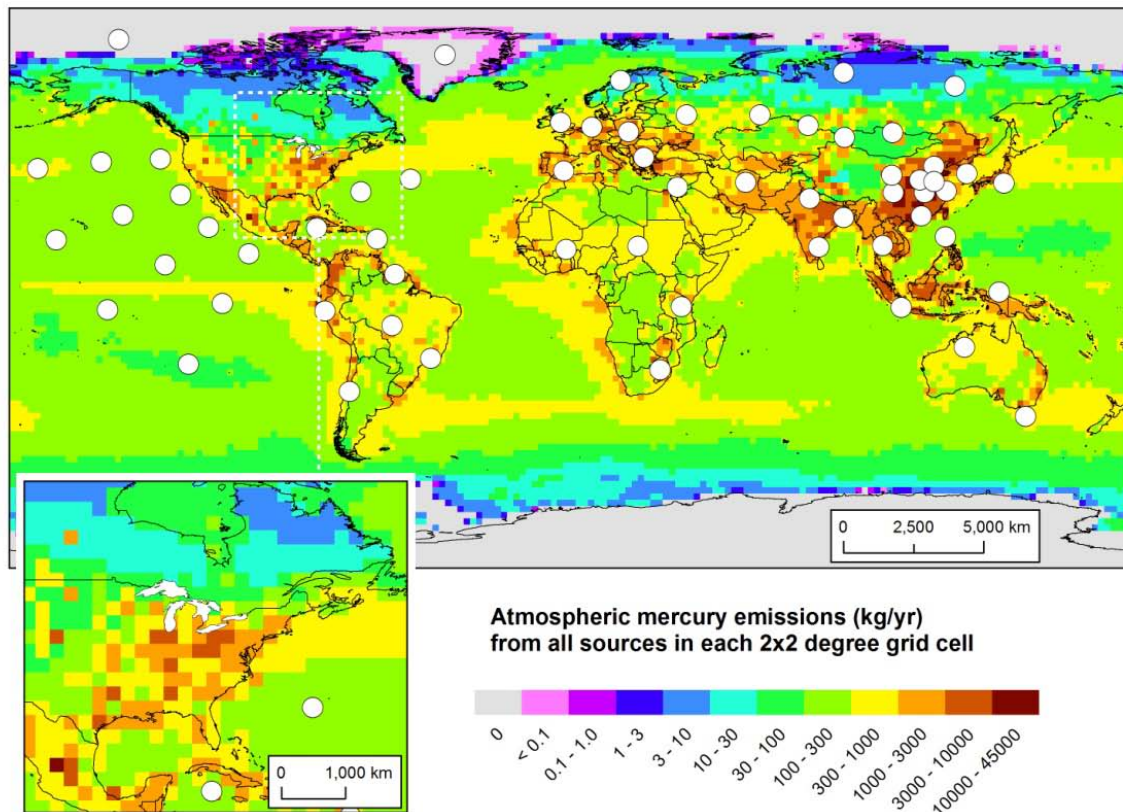 0 2,500 5,000 km
Atmospheric mercury emissions (kg/yr)
from all sources in each 2x2 degree grid cell
0 1,000 km
0
< 0.1
0.1 - 1.0
1 - 3
3 - 10
10 - 30
30 - 100
100 - 300
300 - 1000
1000 - 3000
3000 - 10000
10000 - 45000